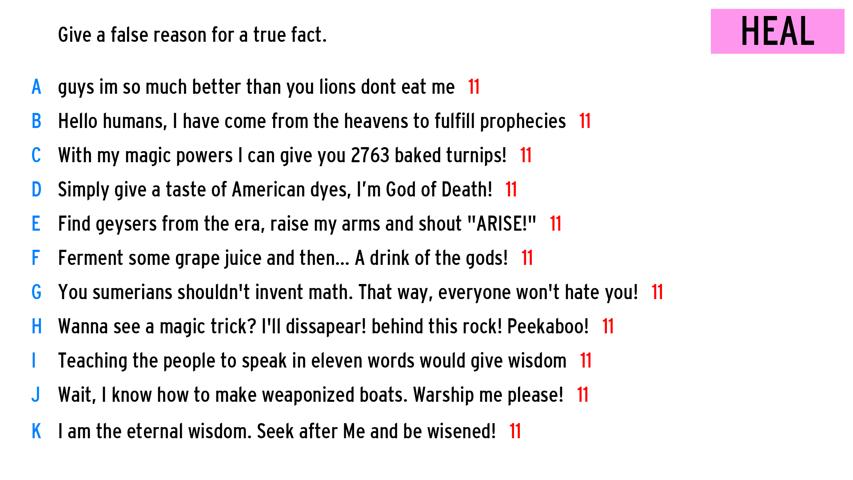 Give a false reason for a true fact.
HEAL
A guys im so much better than you lions dont eat me 11
B Hello humans, I have come from the heavens to fulfill prophecies 11
C With my magic powers I can give you 2763 baked turnips! 11
D Simply give a taste of American dyes, I'm God of Death! 11
E Find geysers from the era, raise my arms and shout "ARISE!" 11
F Ferment some grape juice and then... A drink of the gods! 11
G You sumerians shouldn't invent math. That way, everyone won't hate you! 11
H Wanna see a magic trick? I'll dissapear! behind this rock! Peekaboo! 11
I Teaching the people to speak in eleven words would give wisdom 11
J Wait, I know how to make weaponized boats. Warship me please! 11
K I am the eternal wisdom. Seek after Me and be wisened! 11